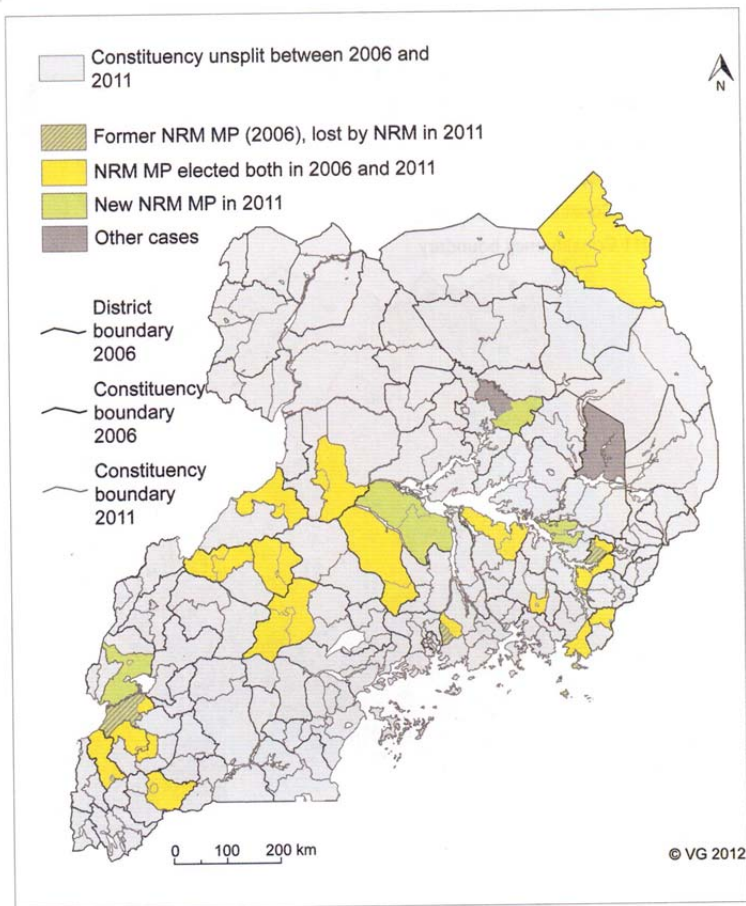 Constituency unsplit between 2006 and
2011
N
Former NRM MP (2006), lost by NRM in 2011
NRM MP elected both in 2006 and 2011
New NRM MP in 2011
Other cases
District
boundary
2006
Constituency
boundary
2006
Constituency
boundary
2011
0 100 200 km
© VG 2012